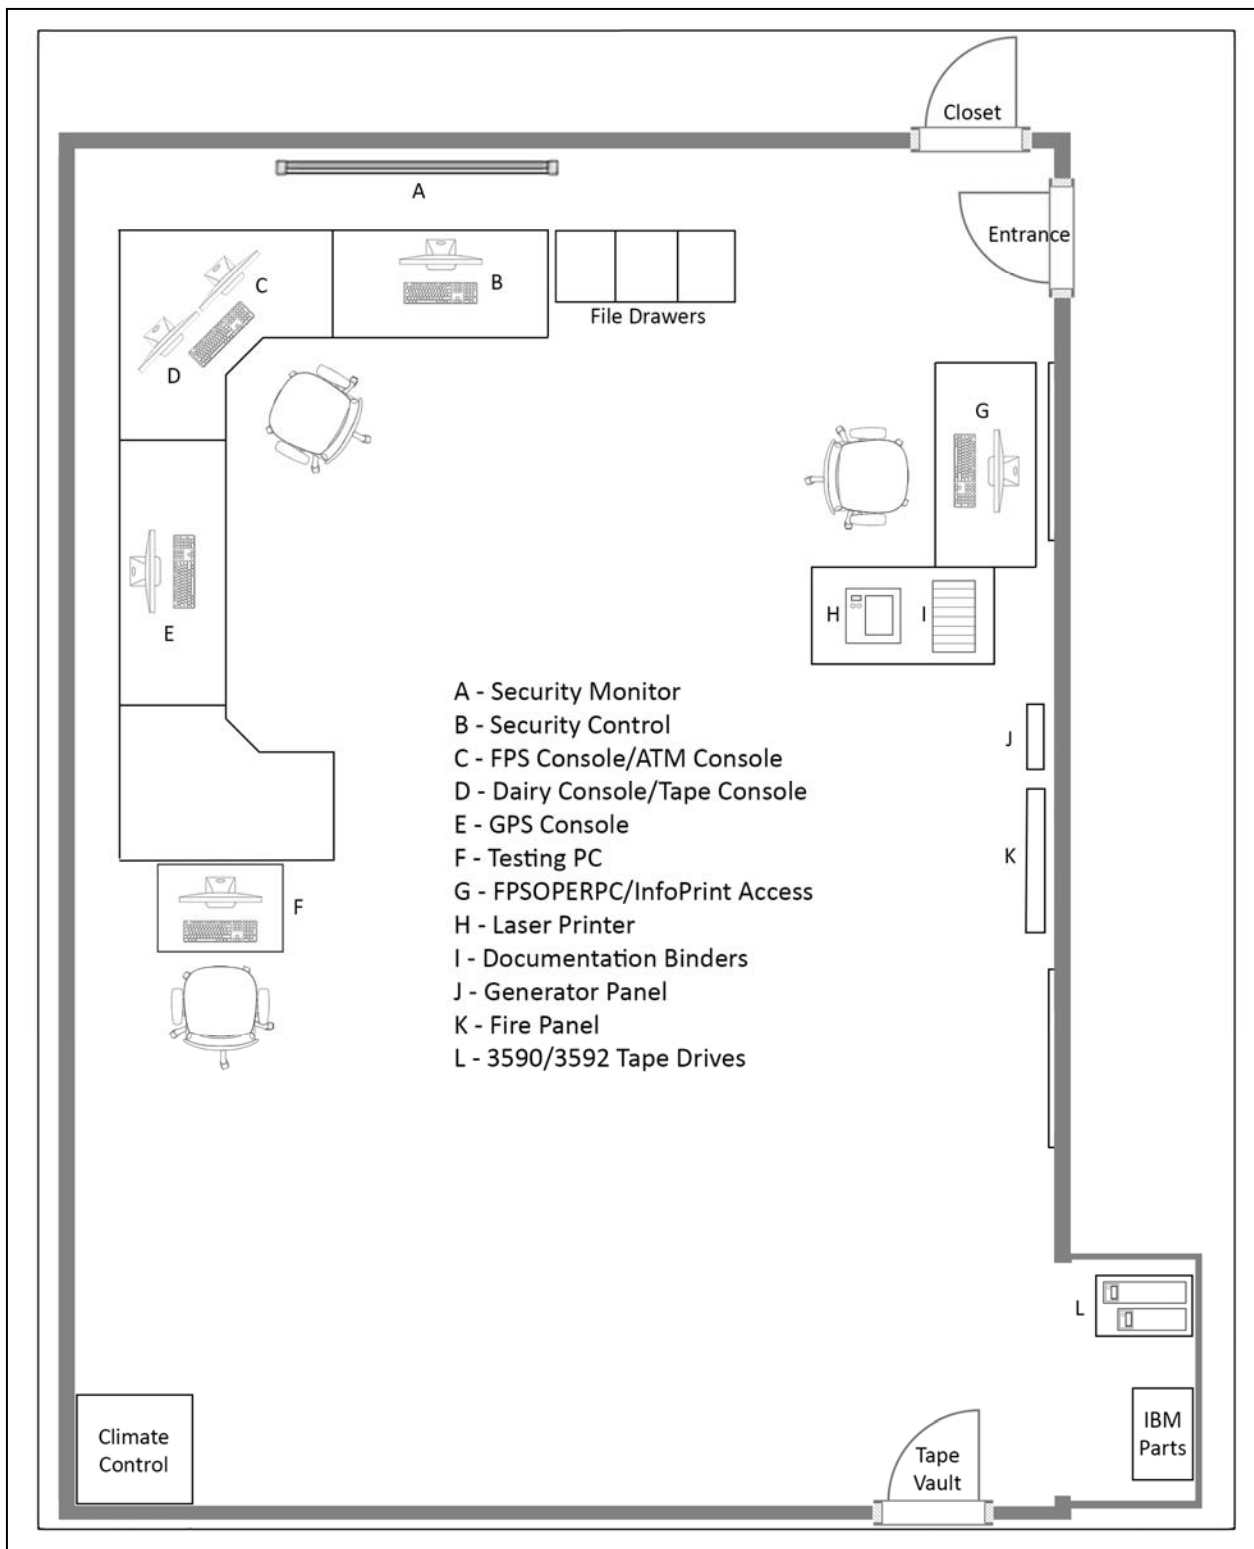 Closet
A
Entrance
C
B
File Drawers
D
G
E
H
I
A - Security Monitor
B - Security Control
C - FPS Console/ATM Console
D - Dairy Console/Tape Console
E - GPS Console
F - Testing PC
G - FPSOPERPC/InfoPrint Access
H - Laser Printer
I - Documentation Binders
J - Generator Panel
K - Fire Panel
L - 3590/3592 Tape Drives
J
K
F
L
Climate
Control
Tape
Vault
IBM
Parts